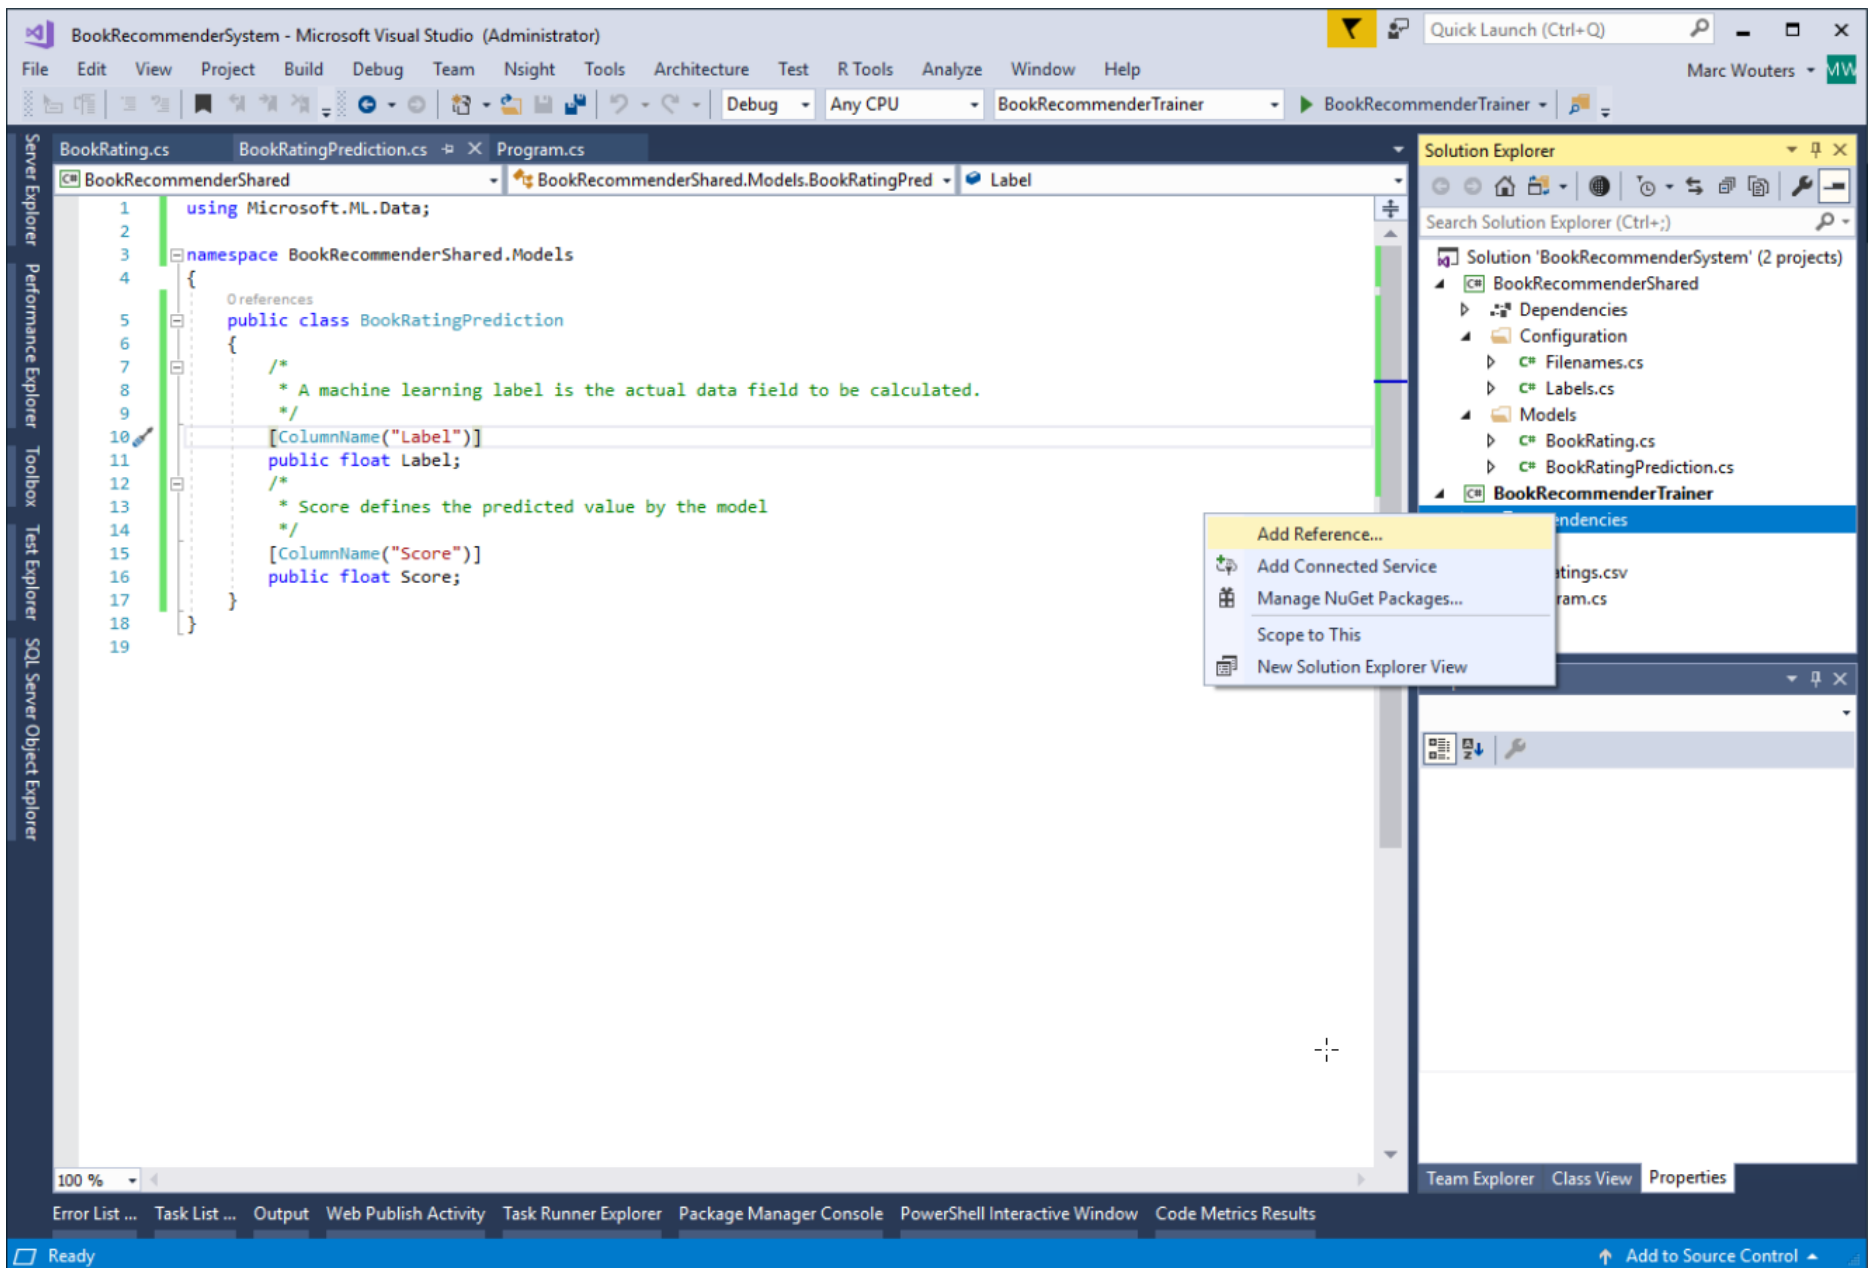 BookRecommenderSystem - Microsoft Visual Studio (Administrator)
Quick Launch (Ctrl+Q)
File Edit View Project Build Debug Team Nsight Tools Architecture Test R Tools Analyze Window Help
Marc Wouters MW
Debug Any CPU BookRecommenderTrainer BookRecommenderTrainer
Server Explorer
Performance Explorer
Toolbox
Test Explorer
SQL Server Object Explorer
BookRating.cs BookRatingPrediction.cs Program.cs
C# BookRecommenderShared BookRecommenderShared.Models.BookRatingPred Label
1 using Microsoft.ML.Data;
2
3 namespace BookRecommenderShared.Models
4 {
0 references
5 public class BookRatingPrediction
6 {
7 /*
8 * A machine learning label is the actual data field to be calculated.
9 */
10 [ColumnName("Label")]
11 public float Label;
12 /*
13 * Score defines the predicted value by the model
14 */
15 [ColumnName("Score")]
16 public float Score;
17 }
18 }
19
100 %
Solution Explorer
Search Solution Explorer (Ctrl+;)
Solution 'BookRecommenderSystem' (2 projects)
C# BookRecommenderShared
Dependencies
Configuration
C# Filenames.cs
C# Labels.cs
Models
C# BookRating.cs
C# BookRatingPrediction.cs
C# BookRecommenderTrainer
endencies
atings.csv
ram.cs
Add Reference...
Add Connected Service
Manage NuGet Packages...
Scope to This
New Solution Explorer View
Team Explorer Class View Properties
Error List ... Task List ... Output Web Publish Activity Task Runner Explorer Package Manager Console PowerShell Interactive Window Code Metrics Results
Ready
Add to Source Control